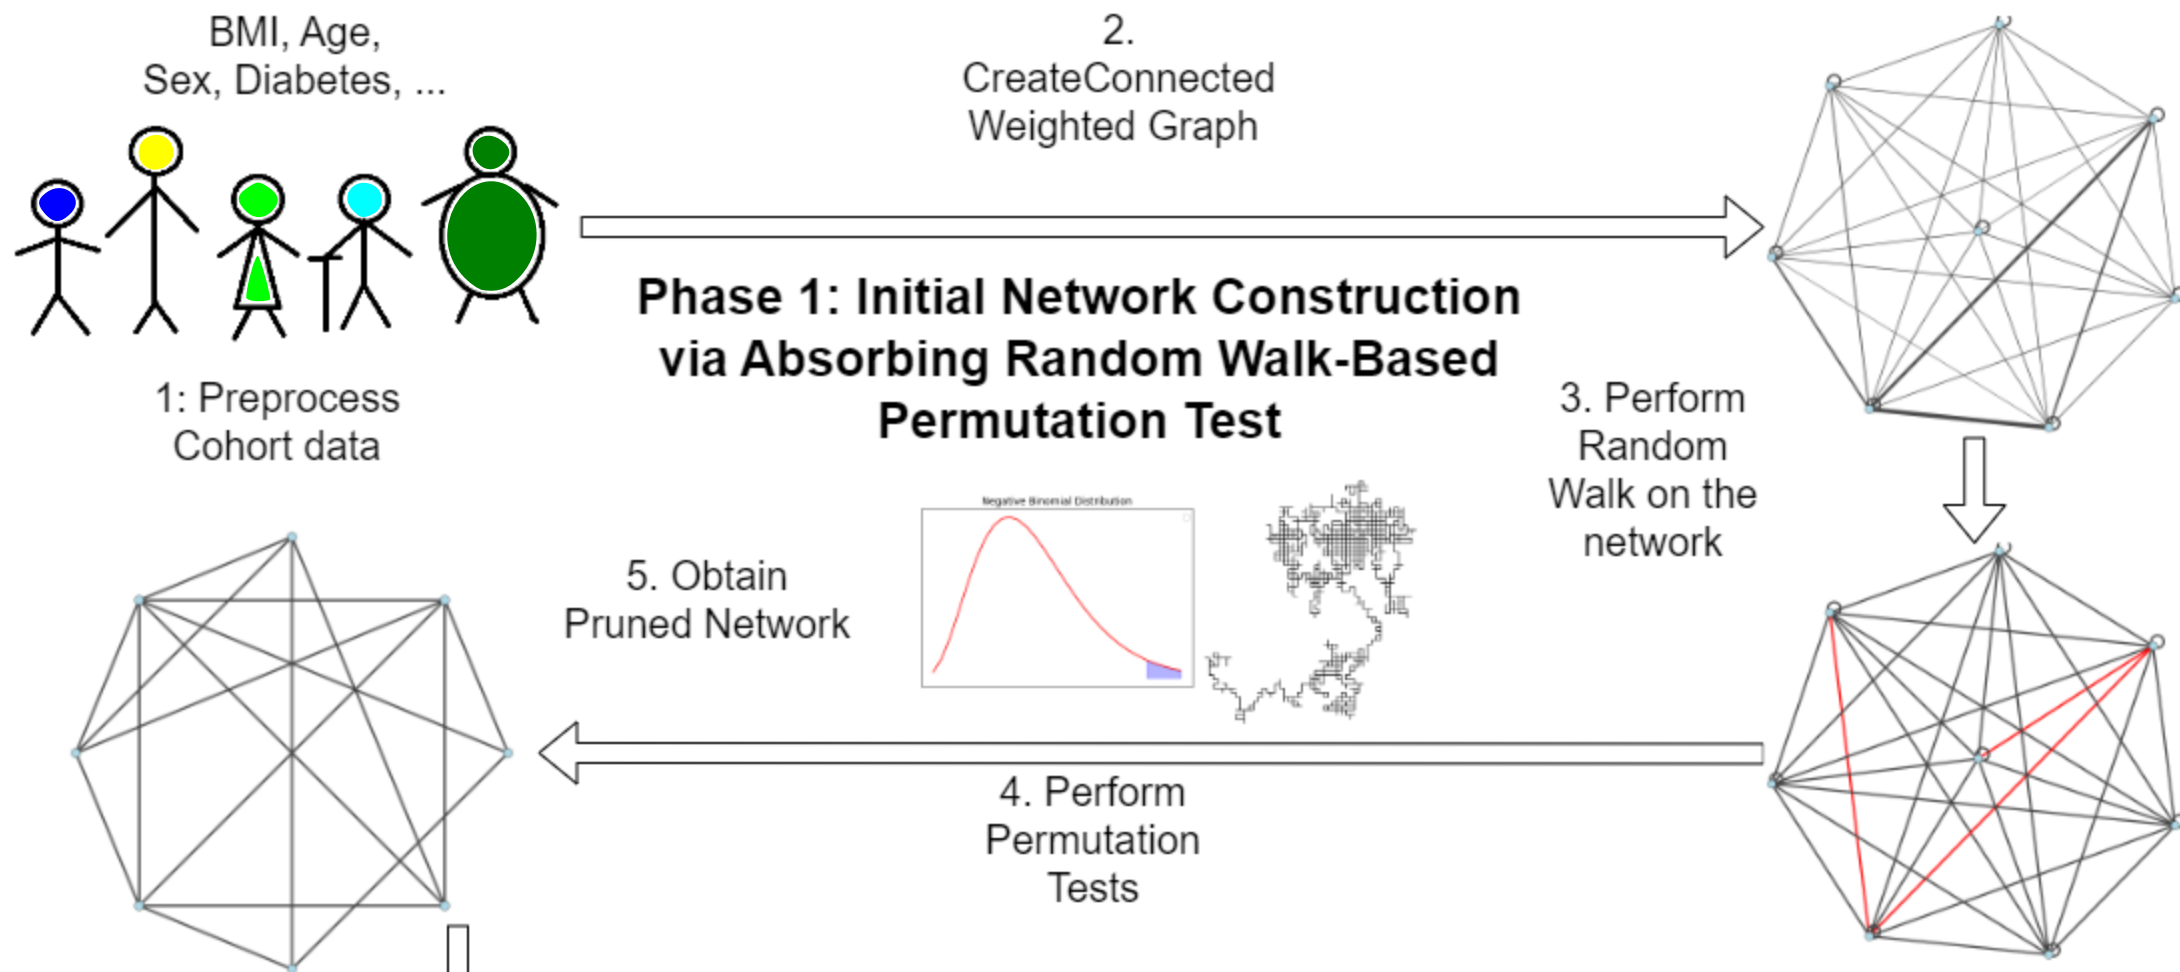 BMI, Age,
Sex, Diabetes, ...
1: Preprocess
Cohort data
2.
CreateConnected
Weighted Graph
Phase 1: Initial Network Construction
via Absorbing Random Walk-Based
Permutation Test
3. Perform
Random
Walk on the
network
Negative Binomial Distribution
4. Perform
Permutation
Tests
5. Obtain
Pruned Network